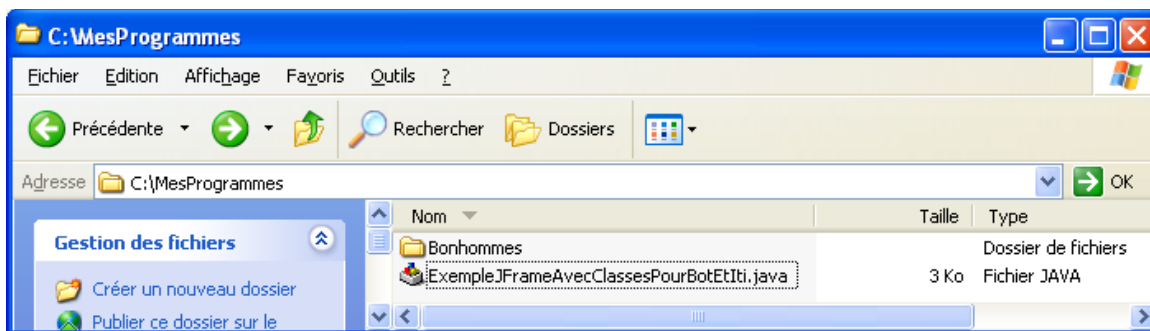 C:\MesProgrammes
Fichier Edition Affichage Favoris Outils ?
Précédente Rechercher Dossiers
Adresse C:\MesProgrammes OK
Nom Taille Type
Gestion des fichiers Bonhommes Dossier de fichiers
ExempleJFrameAvecClassesPourBotEtIti.java 3 Ko Fichier JAVA
Créer un nouveau dossier
Publier ce dossier sur le